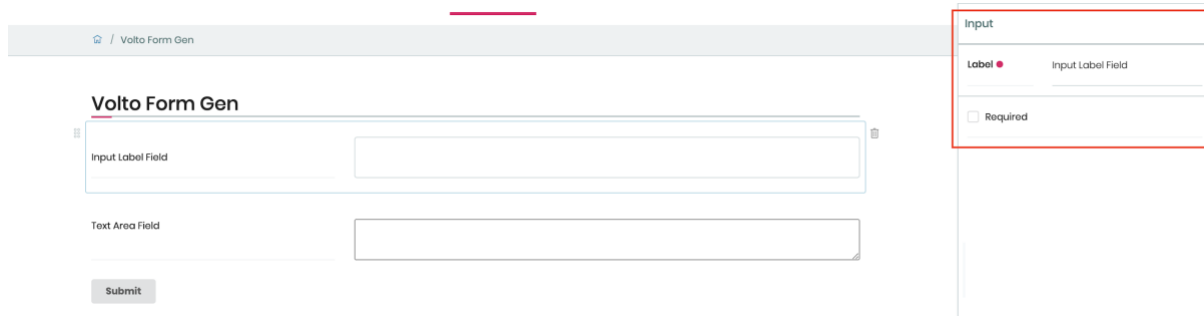 / Volto Form Gen
Volto Form Gen
Input Label Field
Text Area Field
Submit
Input
Label
Input Label Field
Required